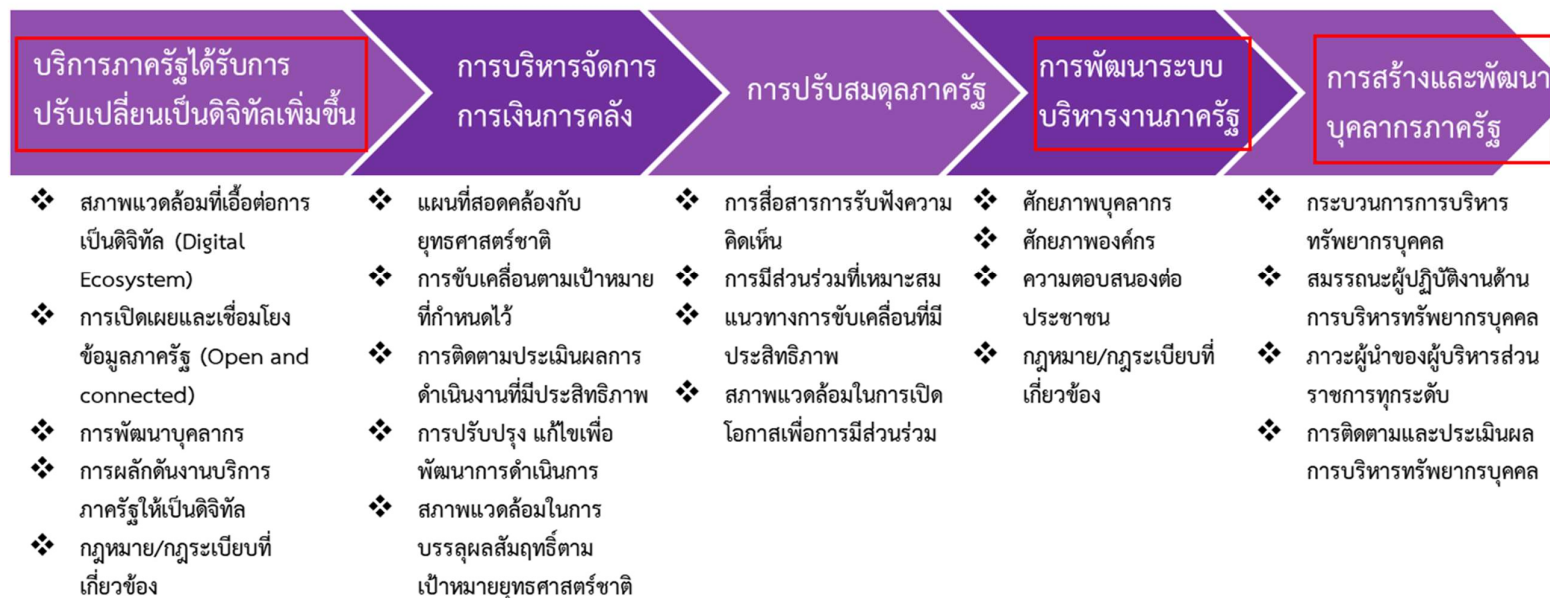 บริการภาครัฐได้รับการ
ปรับเปลี่ยนเป็นดิจิทัลเพิ่มขึ้น
❖ สภาพแวดล้อมที่เอื้อต่อการ
เป็นดิจิทัล (Digital
Ecosystem)
❖ การเปิดเผยและเชื่อมโยง
ข้อมูลภาครัฐ (Open and
connected)
❖ การพัฒนาบุคลากร
❖ การผลักดันงานบริการ
ภาครัฐให้เป็นดิจิทัล
❖ กฎหมาย/กฎระเบียบที่
เกี่ยวข้อง
การบริหารจัดการ
การเงินการคลัง
❖ แผนที่สอดคล้องกับ
ยุทธศาสตร์ชาติ
❖ การขับเคลื่อนตามเป้าหมาย
ที่กำหนดไว้
❖ การติดตามประเมินผลการ
ดำเนินงานที่มีประสิทธิภาพ
❖ การปรับปรุง แก้ไขเพื่อ
พัฒนาการดำเนินการ
❖ สภาพแวดล้อมในการ
บรรลุผลสัมฤทธิ์ตาม
เป้าหมายยุทธศาสตร์ชาติ
การปรับสมดุลภาครัฐ
❖ การสื่อสารการรับฟังความ
คิดเห็น
❖ การมีส่วนร่วมที่เหมาะสม
❖ แนวทางการขับเคลื่อนที่มี
ประสิทธิภาพ
❖ สภาพแวดล้อมในการเปิด
โอกาสเพื่อการมีส่วนร่วม
การพัฒนาระบบ
บริหารงานภาครัฐ
❖ ศักยภาพบุคลากร
❖ ศักยภาพองค์กร
❖ ความตอบสนองต่อ
ประชาชน
❖ กฎหมาย/กฎระเบียบที่
เกี่ยวข้อง
การสร้างและพัฒนา
บุคลากรภาครัฐ
❖ กระบวนการการบริหาร
ทรัพยากรบุคคล
❖ สมรรถนะผู้ปฏิบัติงานด้าน
การบริหารทรัพยากรบุคคล
❖ ภาวะผู้นำของผู้บริหารส่วน
ราชการทุกระดับ
❖ การติดตามและประเมินผล
การบริหารทรัพยากรบุคคล